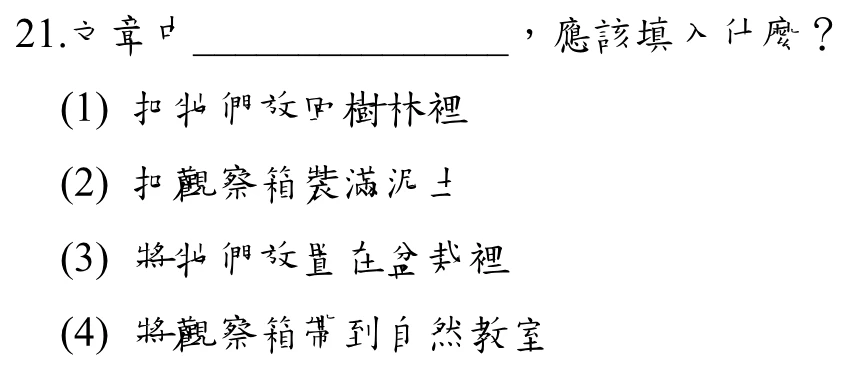 21.文章中＿＿＿＿＿＿＿＿＿＿，應該填入什麼？
(1) 把牠們放回樹林裡
(2) 把觀察箱裝滿泥土
(3) 將牠們放置在盆栽裡
(4) 將觀察箱帶到自然教室